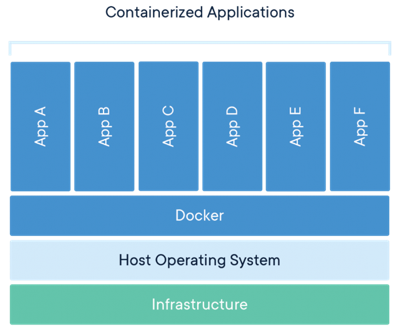 Containerized Applications
App A
App B
App C
App D
App E
App F
Docker
Host Operating System
Infrastructure